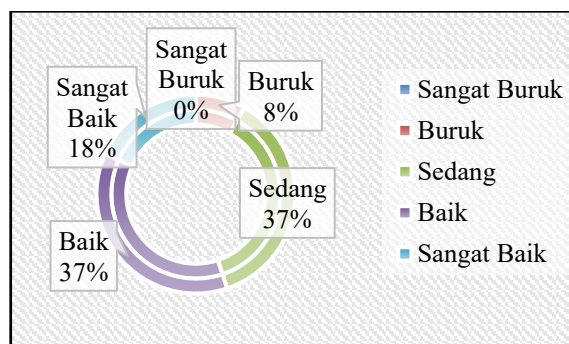 Sangat
Buruk
0%
Buruk
8%
Sangat
Baik
18%
Sedang
37%
Baik
37%
Sangat Buruk
Buruk
Sedang
Baik
Sangat Baik